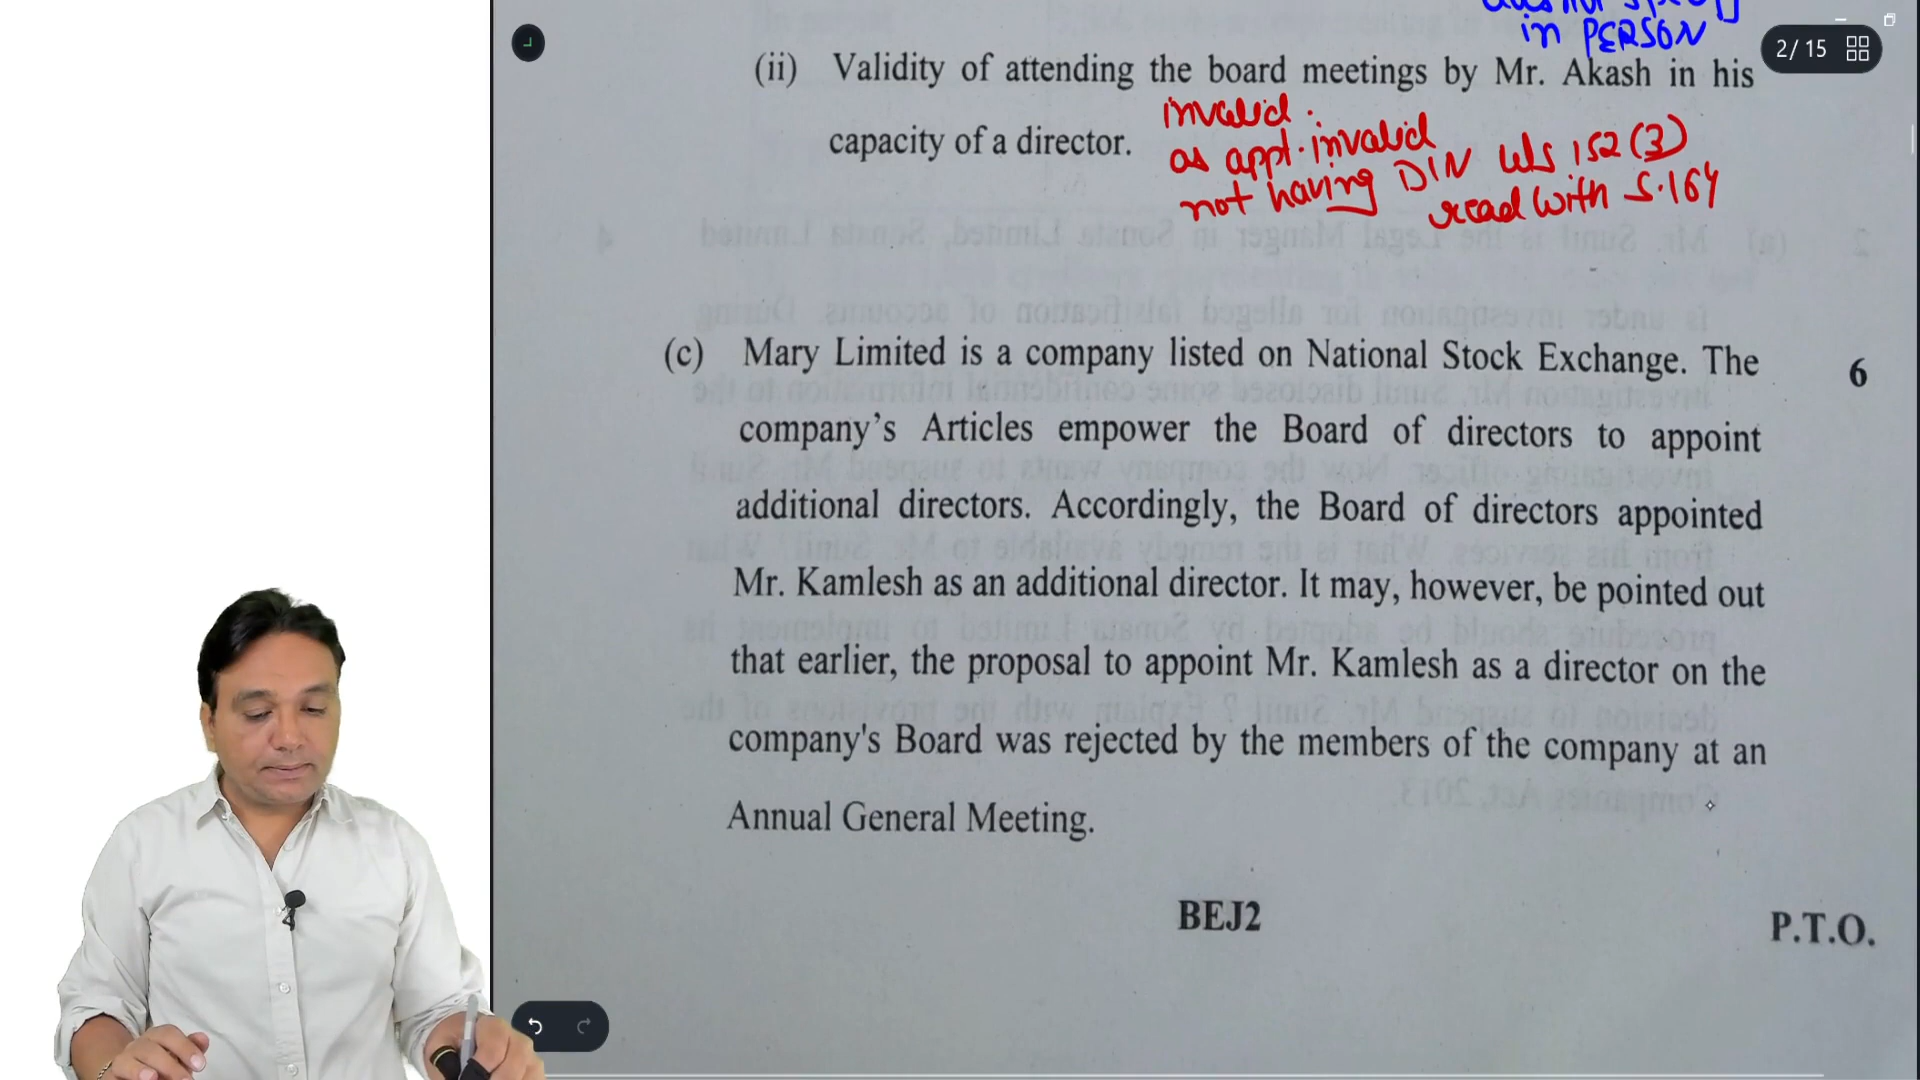 in PERSON
2/ 15
(ii) Validity of attending the board meetings by Mr. Akash in his
capacity of a director.
invalid.
as appt. invalid
not having DIN u/s 152 (3)
read with S. 164
(c) Mary Limited is a company listed on National Stock Exchange. The
6
company's Articles empower the Board of directors to appoint
additional directors. Accordingly, the Board of directors appointed
Mr. Kamlesh as an additional director. It may, however, be pointed out
that earlier, the proposal to appoint Mr. Kamlesh as a director on the
company's Board was rejected by the members of the company at an
Annual General Meeting.
BEJ2
P.T.O.